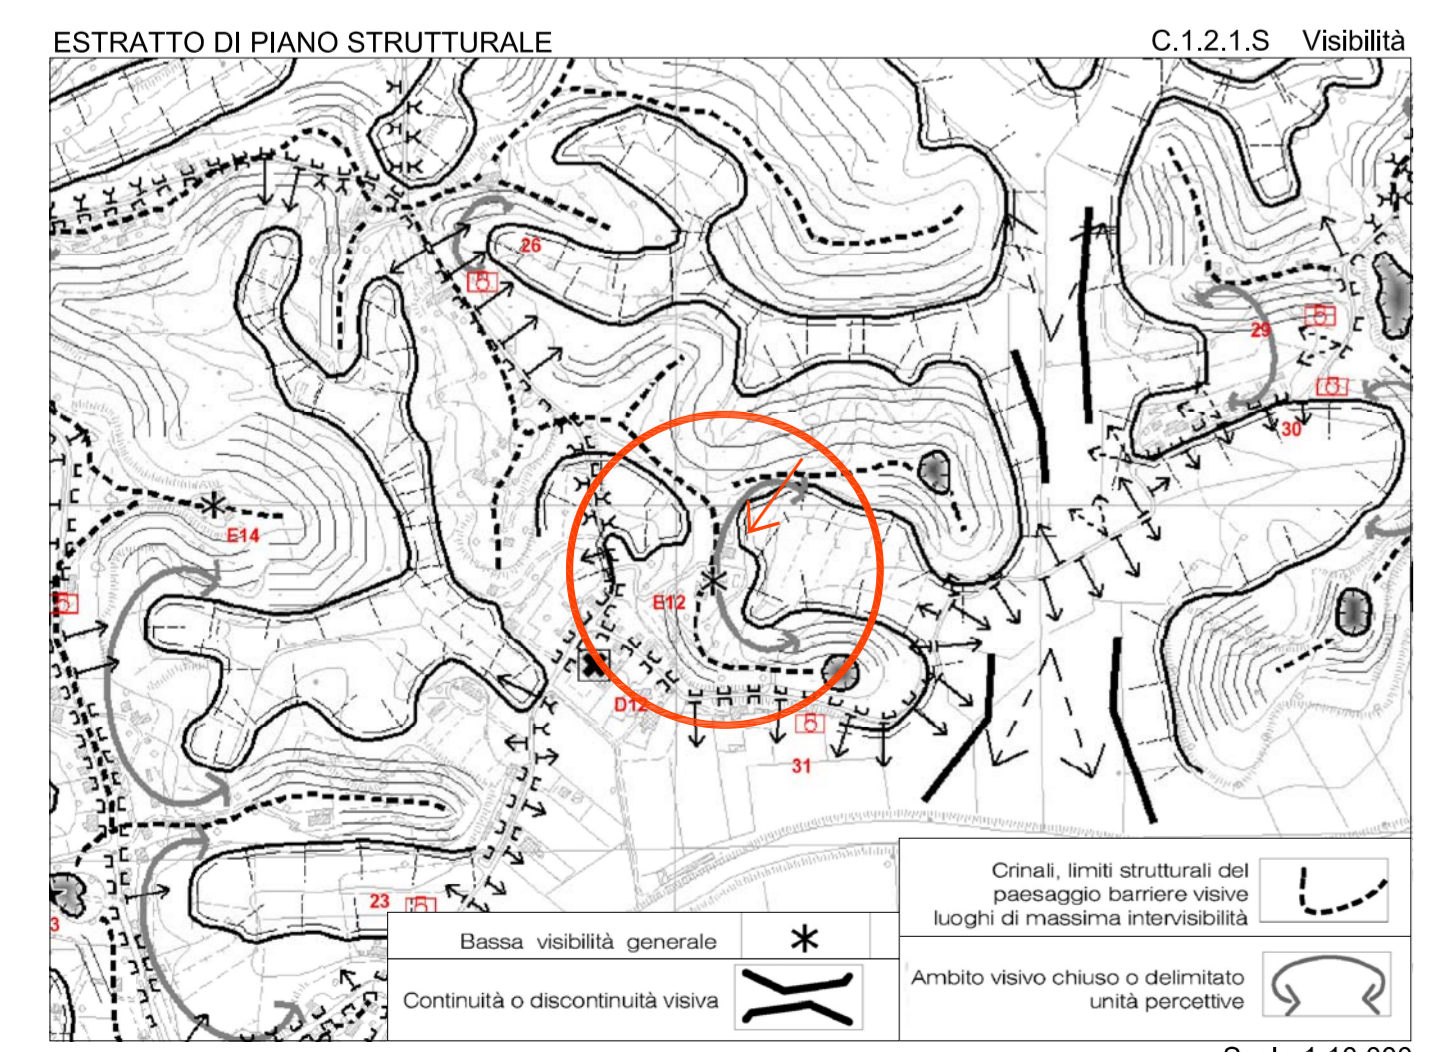 ESTRATTO DI PIANO STRUTTURALE
C.1.2.1.S Visibilità
26
29
30
E14
E12
D12
31
23
3
Crinali, limiti strutturali del
paesaggio barriere visive
luoghi di massima intervisibilità
Bassa visibilità generale
Continuità o discontinuità visiva
Ambito visivo chiuso o delimitato
unità percettive